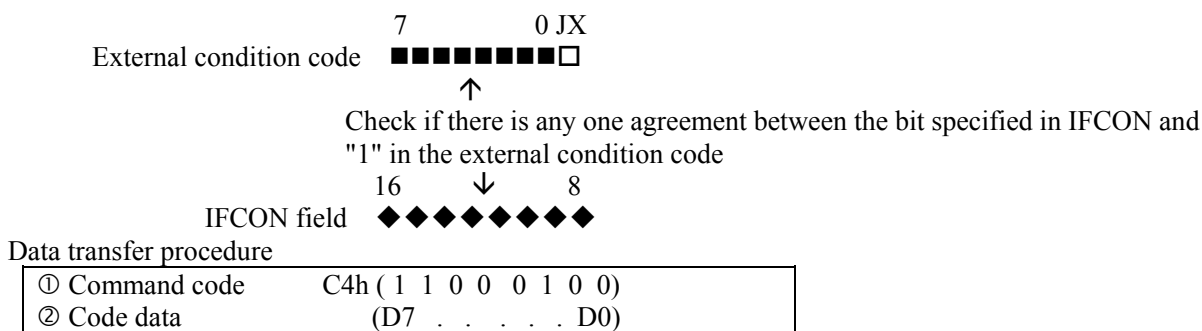 7 0 JX
External condition code ■■■■■■■■□
↑
Check if there is any one agreement between the bit specified in IFCON and
"1" in the external condition code
16 ↓ 8
IFCON field ◆◆◆◆◆◆◆◆
Data transfer procedure
① Command code C4h ( 1 1 0 0 0 1 0 0)
② Code data (D7 . . . . . D0)